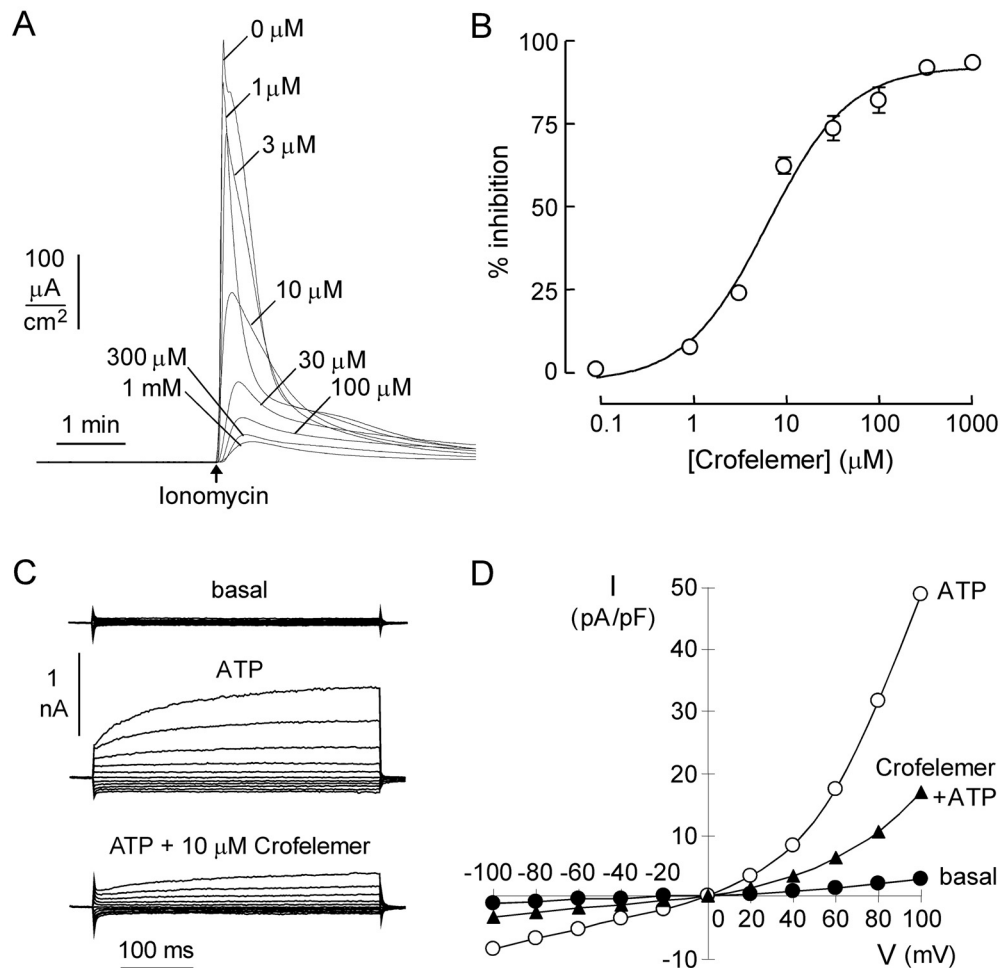 A
0 μM
1 μM
3 μM
100
μA
cm2
10 μM
300 μM
30 μM
1 mM
100 μM
1 min
Ionomycin
B
100
75
50
25
0
% inhibition
0.1 1 10 100 1000
[Crofelemer] (μM)
C
basal
1
nA
ATP
ATP + 10 μM Crofelemer
100 ms
D
I
(pA/pF)
50
40
30
20
10
-10
ATP
Crofelemer
+ATP
basal
-100 -80 -60 -40 -20
0 20 40 60 80 100
V (mV)